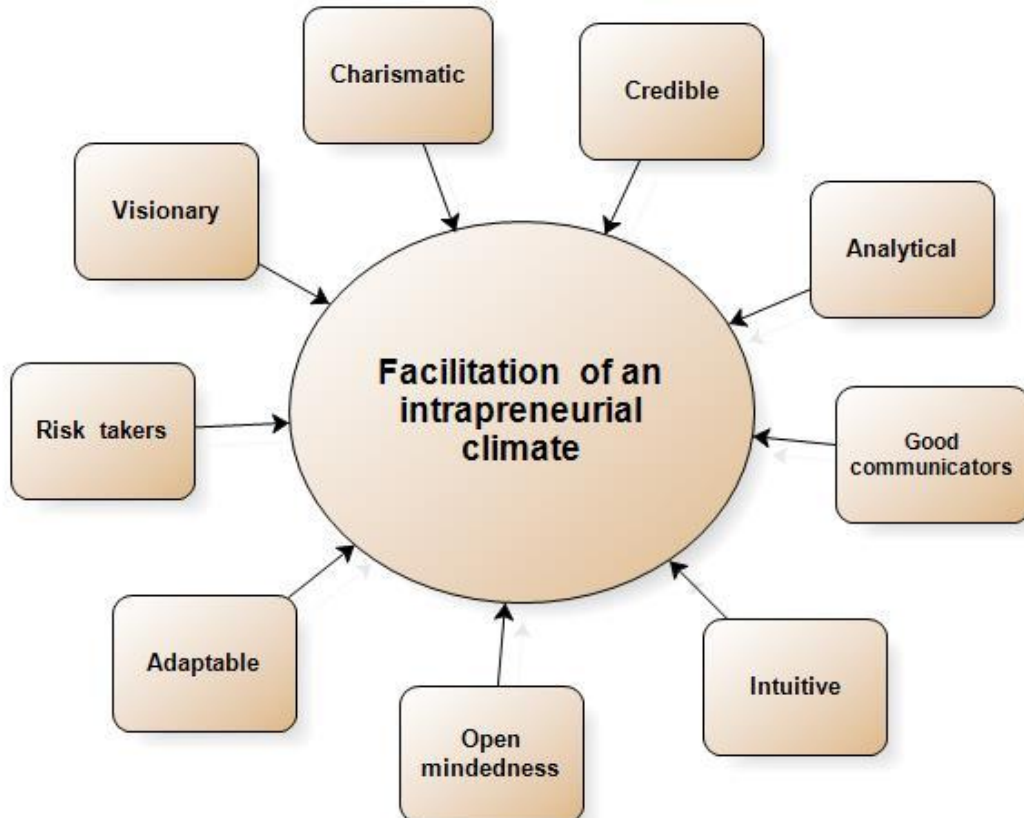 Charismatic
Credible
Visionary
Analytical
Facilitation of an
intrapreneurial
climate
Risk takers
Good
communicators
Adaptable
Intuitive
Open
mindedness